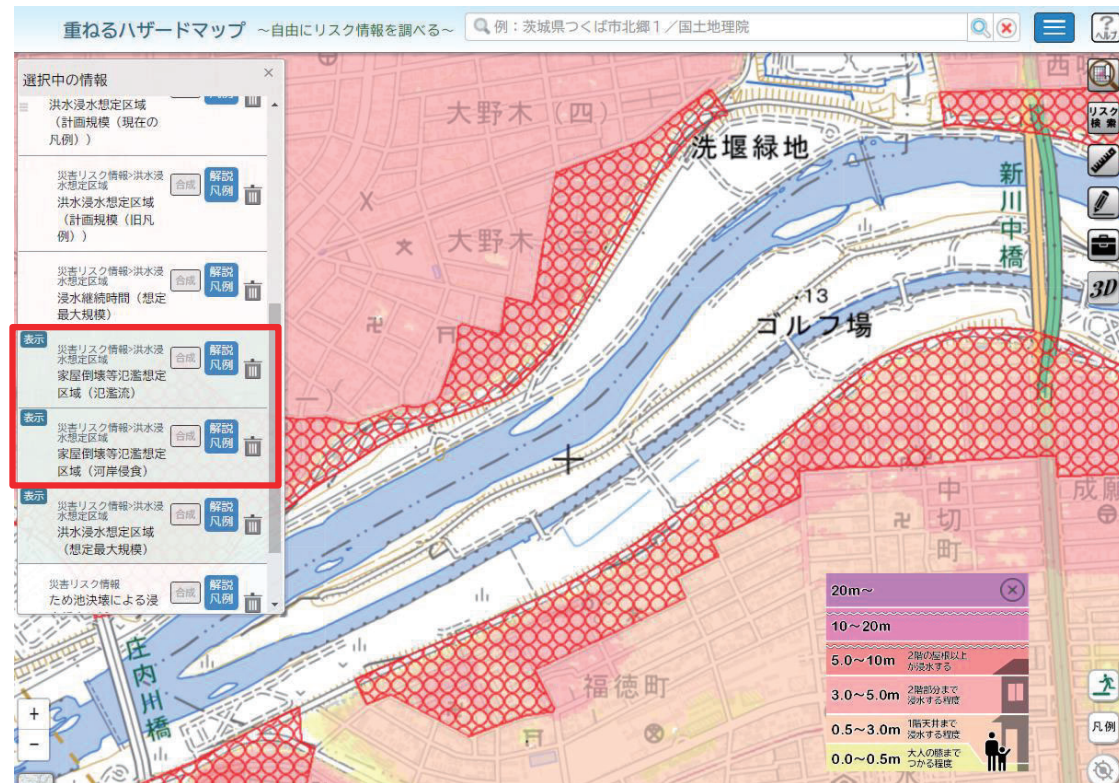 重ねるハザードマップ ～自由にリスク情報を調べる～
例：茨城県つくば市北郷１／国土地理院
ヘルプ
選択中の情報
×
洪水浸水想定区域
（計画規模（現在の
凡例））
合成
凡例
災害リスク情報>洪水浸
水想定区域
洪水浸水想定区域
（計画規模（旧凡
例））
合成
解説
凡例
災害リスク情報>洪水浸
水想定区域
浸水継続時間（想定
最大規模）
合成
解説
凡例
表示
災害リスク情報>洪水浸
水想定区域
家屋倒壊等氾濫想定
区域（氾濫流）
合成
解説
凡例
表示
災害リスク情報>洪水浸
水想定区域
家屋倒壊等氾濫想定
区域（河岸侵食）
合成
解説
凡例
表示
災害リスク情報>洪水浸
水想定区域
洪水浸水想定区域
（想定最大規模）
合成
解説
凡例
災害リスク情報
ため池決壊による浸
合成
解説
凡例
大野木（四）
洗堰緑地
西
新川中橋
大野木
13
ゴルフ場
中切町
成願
福徳町
庄内川橋
リスク
検索
3D
凡例
+
−
20m～
10～20m
5.0～10m 2階の屋根以上
が浸水する
3.0～5.0m 2階部分まで
浸水する程度
0.5～3.0m 1階天井まで
浸水する程度
0.0～0.5m 大人の膝まで
つかる程度